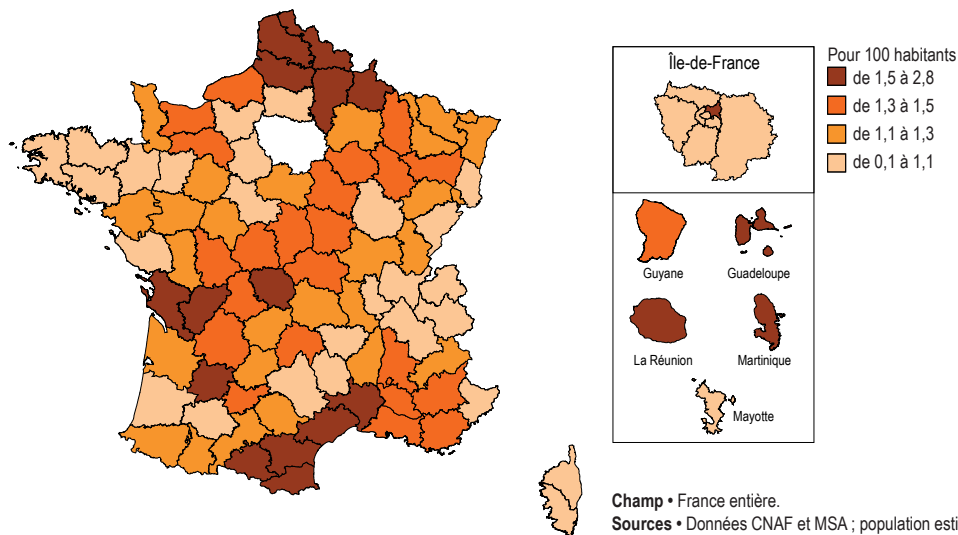 Île-de-France
Pour 100 habitants
de 1,5 à 2,8
de 1,3 à 1,5
de 1,1 à 1,3
de 0,1 à 1,1
Guyane
Guadeloupe
La Réunion
Martinique
Mayotte
Champ • France entière.
Sources • Données CNAF et MSA ; population esti